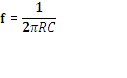 f = 1/2πRC